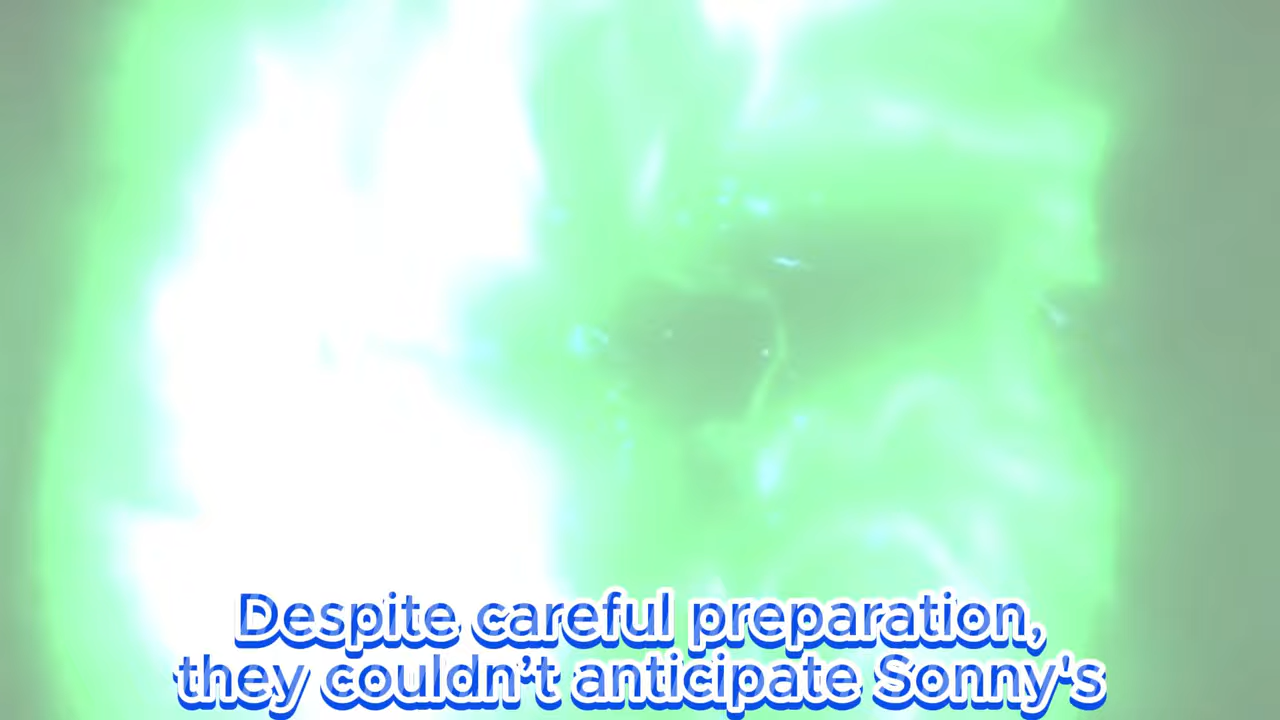 Despite careful preparation,
they couldn’t anticipate Sonny's